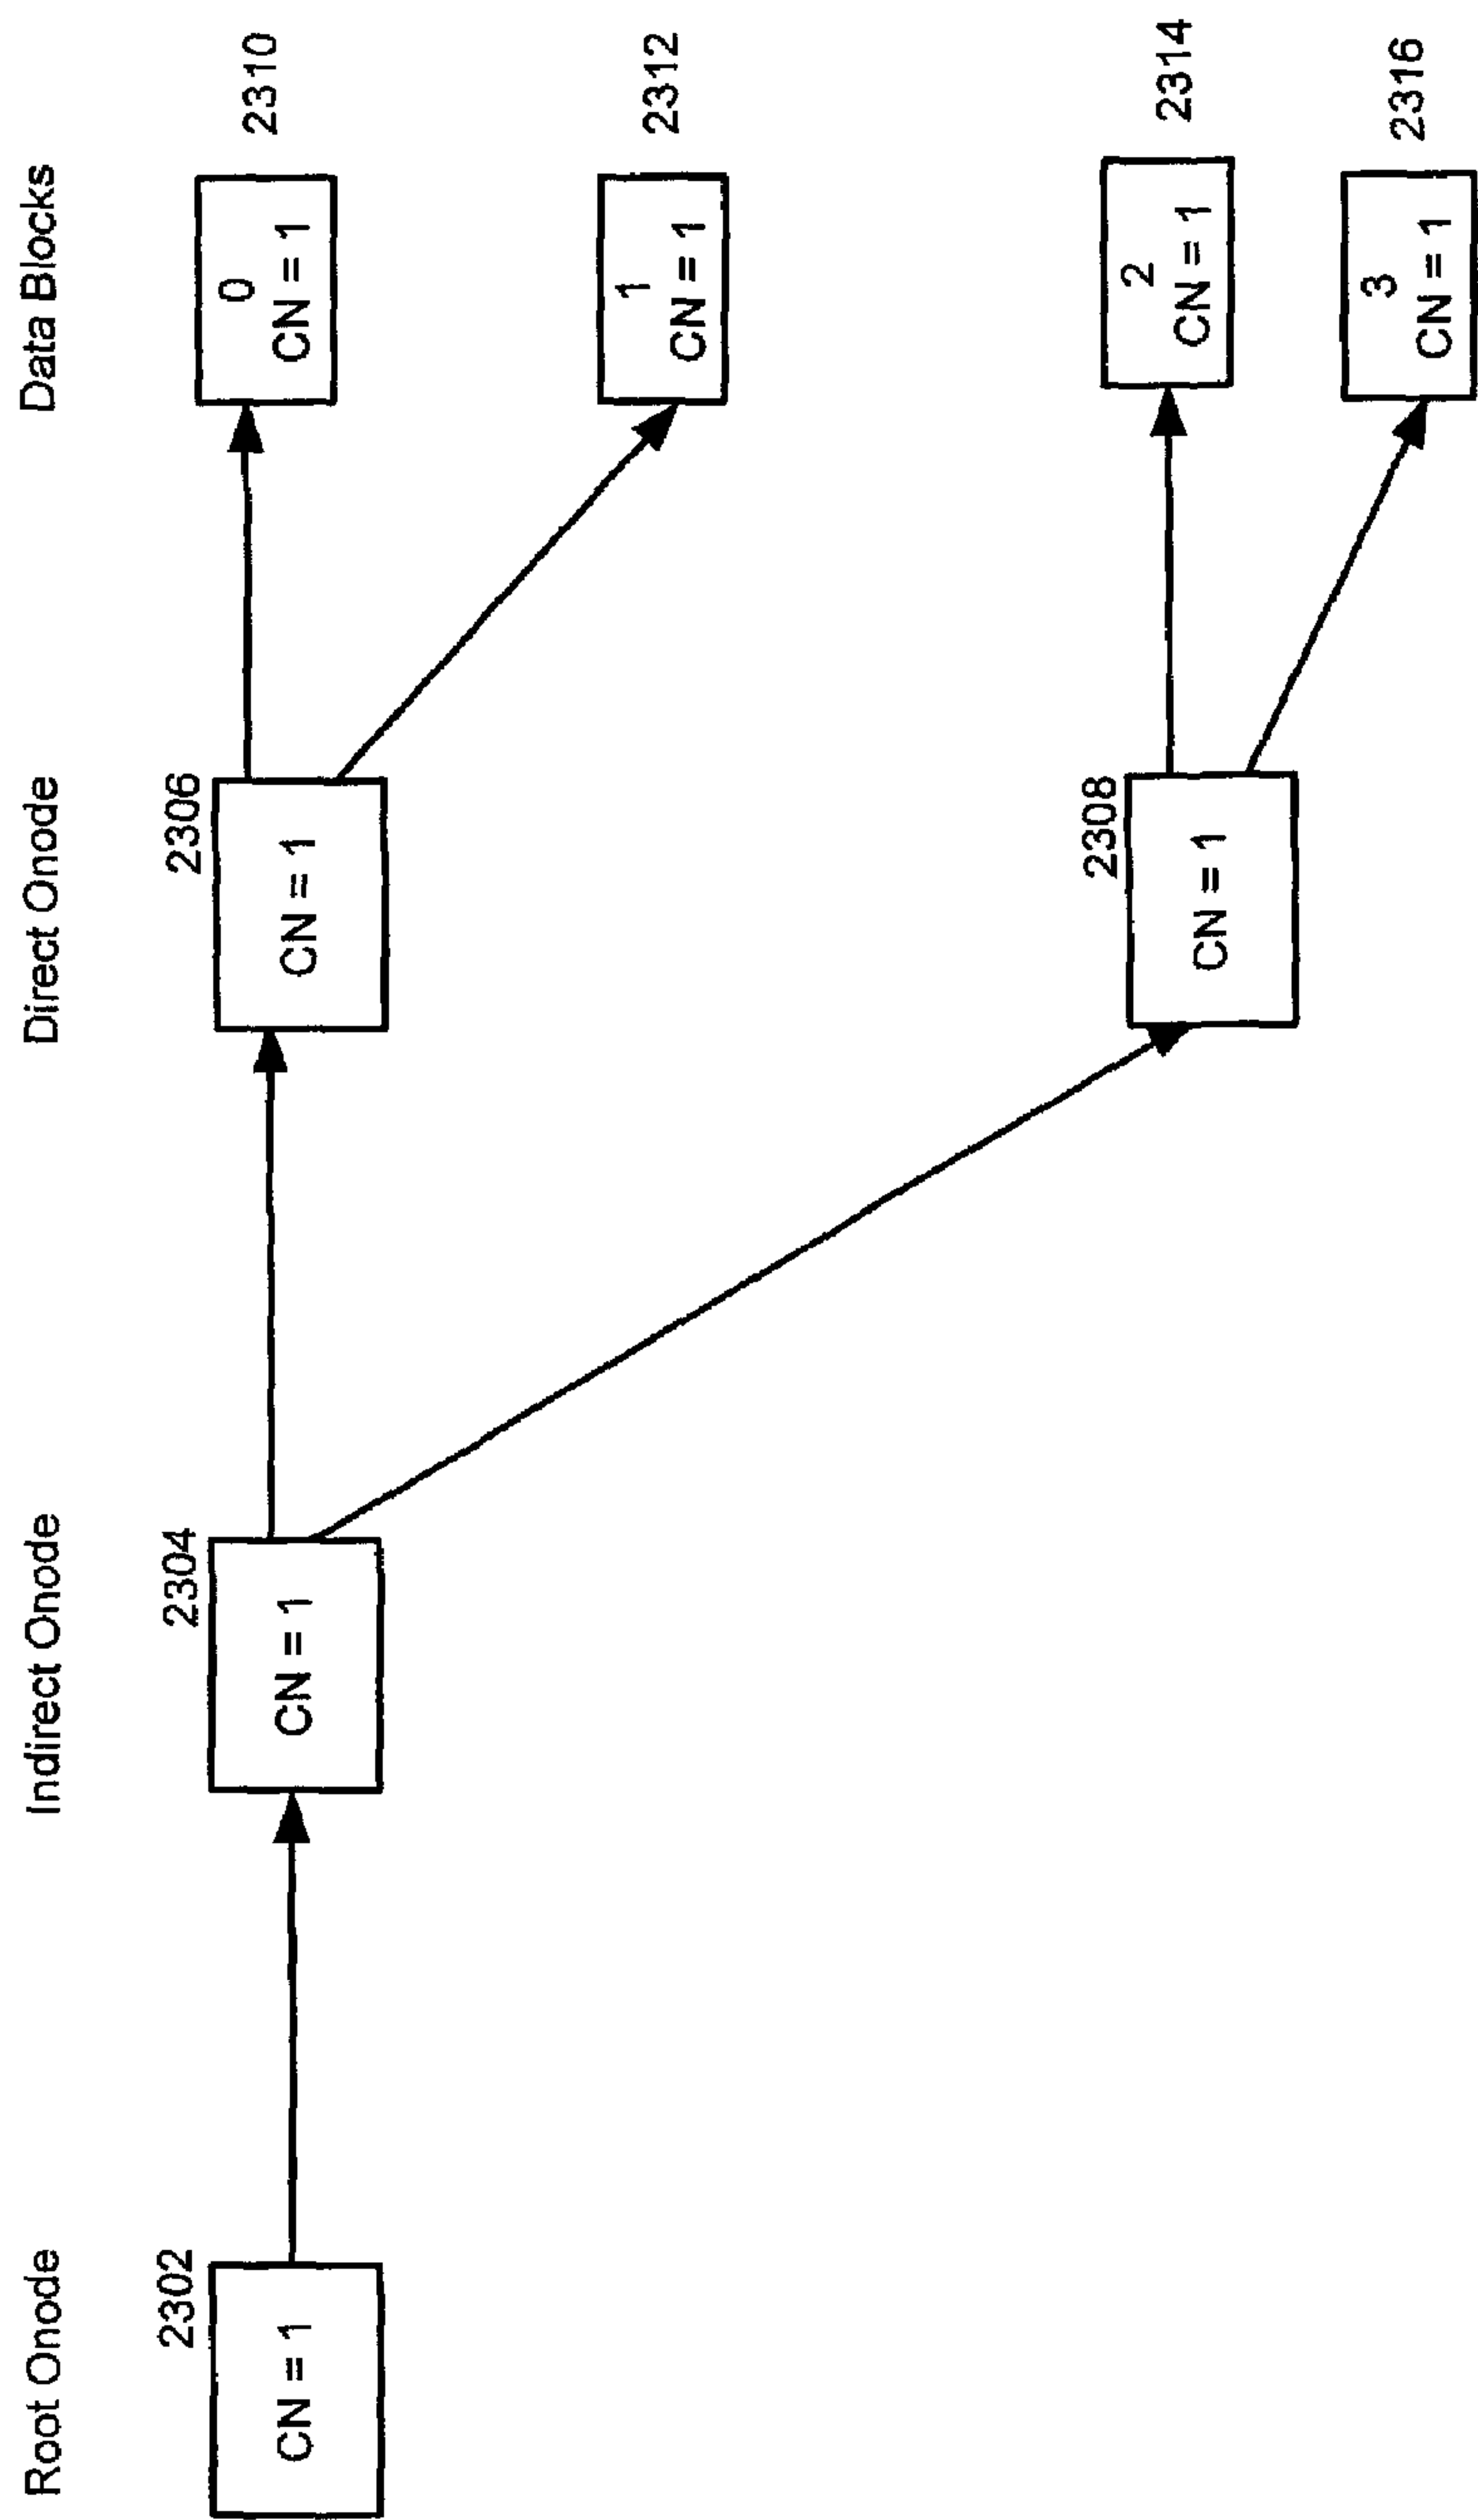 Root Onode
Indirect Onode
Direct Onode
Data Blocks
2302
CN = 1
2304
CN = 1
2306
CN = 1
0
CN = 1
2310
1
CN = 1
2312
2308
CN = 1
2
CN = 1
2314
3
CN = 1
2316